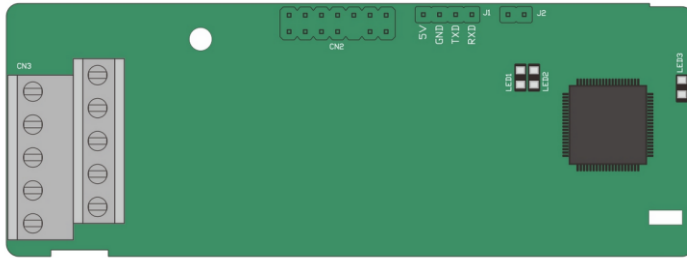 J1
J2
5V
GND
TXD
RXD
CN2
CN3
LED1
LED2
LED3